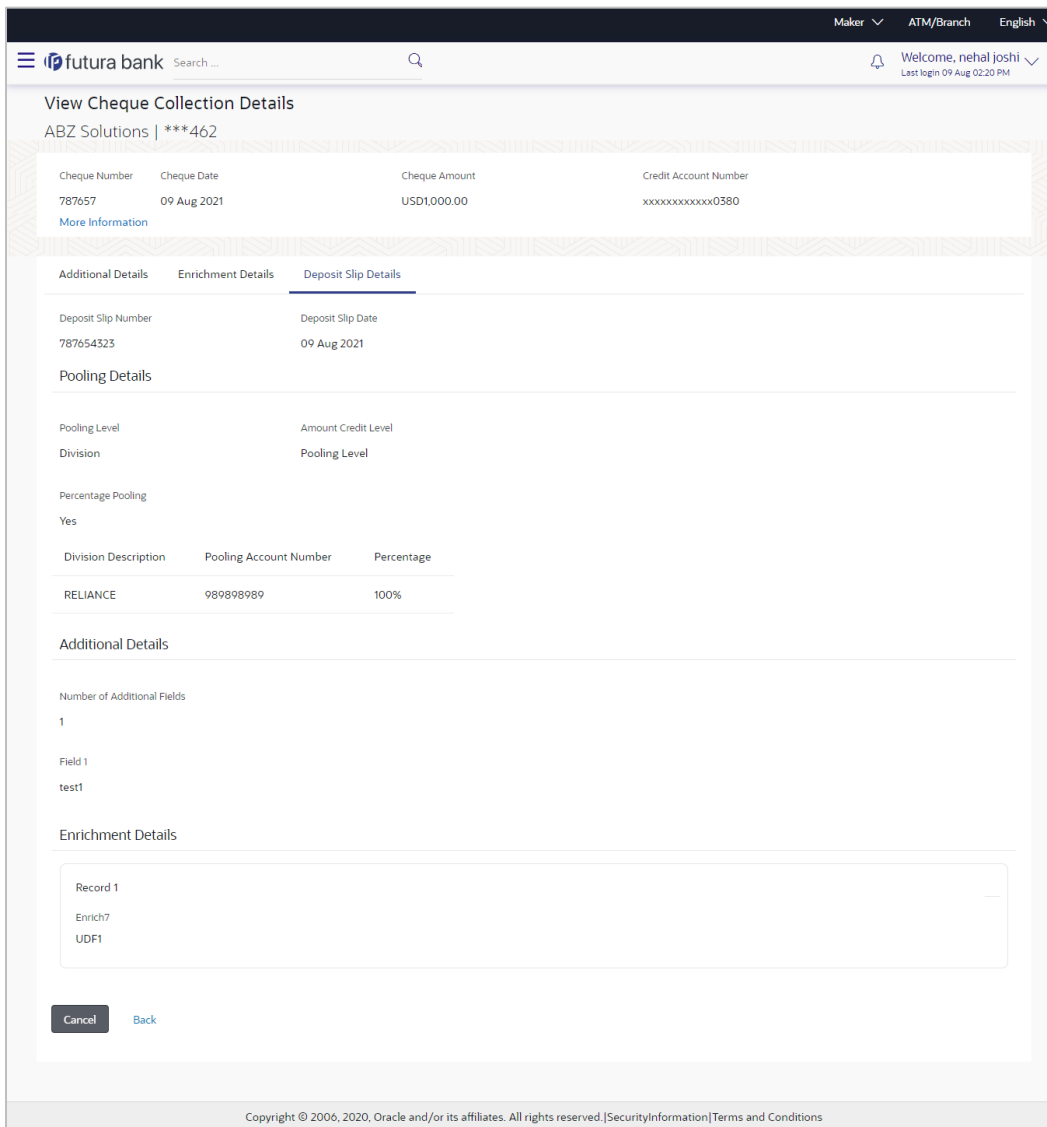 Maker ATM/Branch English
futura bank Search ... Welcome, nehal joshi
Last login 09 Aug 02:20 PM
View Cheque Collection Details
ABZ Solutions | ***462
Cheque Number Cheque Date Cheque Amount Credit Account Number
787657 09 Aug 2021 USD1,000.00 xxxxxxxxxxxx0380
More Information
Additional Details Enrichment Details Deposit Slip Details
Deposit Slip Number Deposit Slip Date
787654323 09 Aug 2021
Pooling Details
Pooling Level Amount Credit Level
Division Pooling Level
Percentage Pooling
Yes
Division Description Pooling Account Number Percentage
RELIANCE 989898989 100%
Additional Details
Number of Additional Fields
1
Field 1
test1
Enrichment Details
Record 1
Enrich7
UDF1
Cancel Back
Copyright © 2006, 2020, Oracle and/or its affiliates. All rights reserved.|SecurityInformation|Terms and Conditions